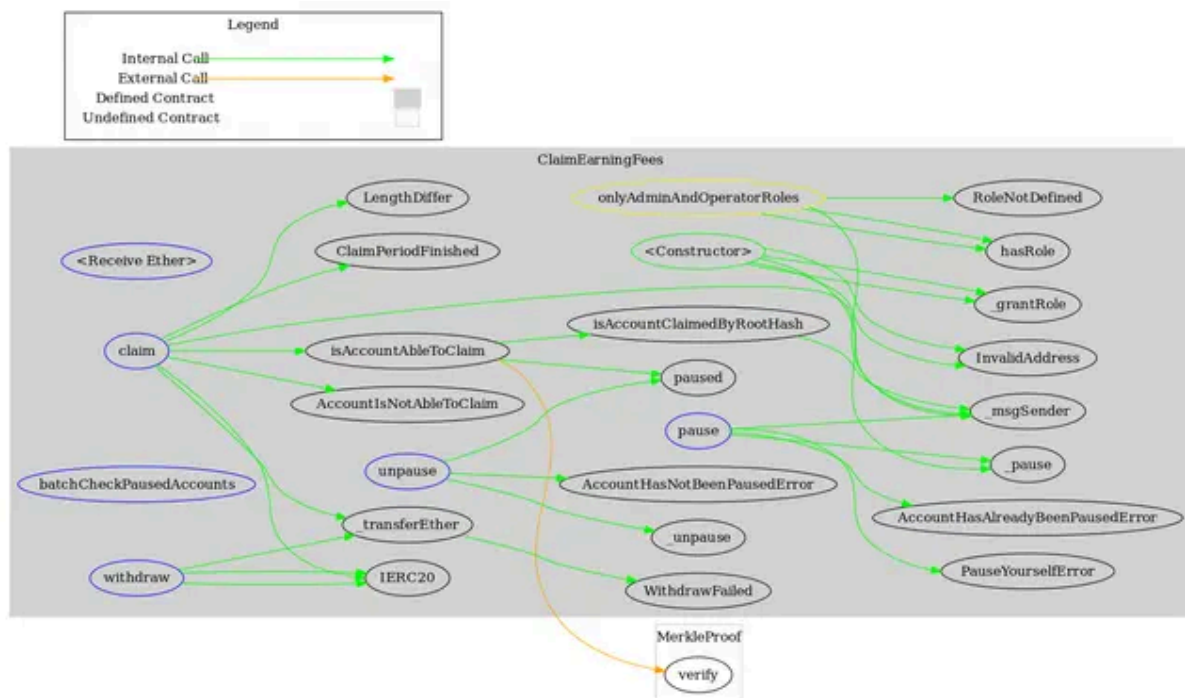 Legend
Internal Call
External Call
Defined Contract
Undefined Contract
ClaimEarningFees
LengthDiffer
onlyAdminAndOperatorRoles
RoleNotDefined
<Receive Ether>
ClaimPeriodFinished
<Constructor>
hasRole
_grantRole
claim
isAccountAbleToClaim
isAccountClaimedByRootHash
InvalidAddress
paused
AccountIsNotAbleToClaim
_msgSender
pause
batchCheckPausedAccounts
unpause
AccountHasNotBeenPausedError
_pause
_transferEther
_unpause
AccountHasAlreadyBeenPausedError
withdraw
IERC20
WithdrawFailed
PauseYourselfError
MerkleProof
verify